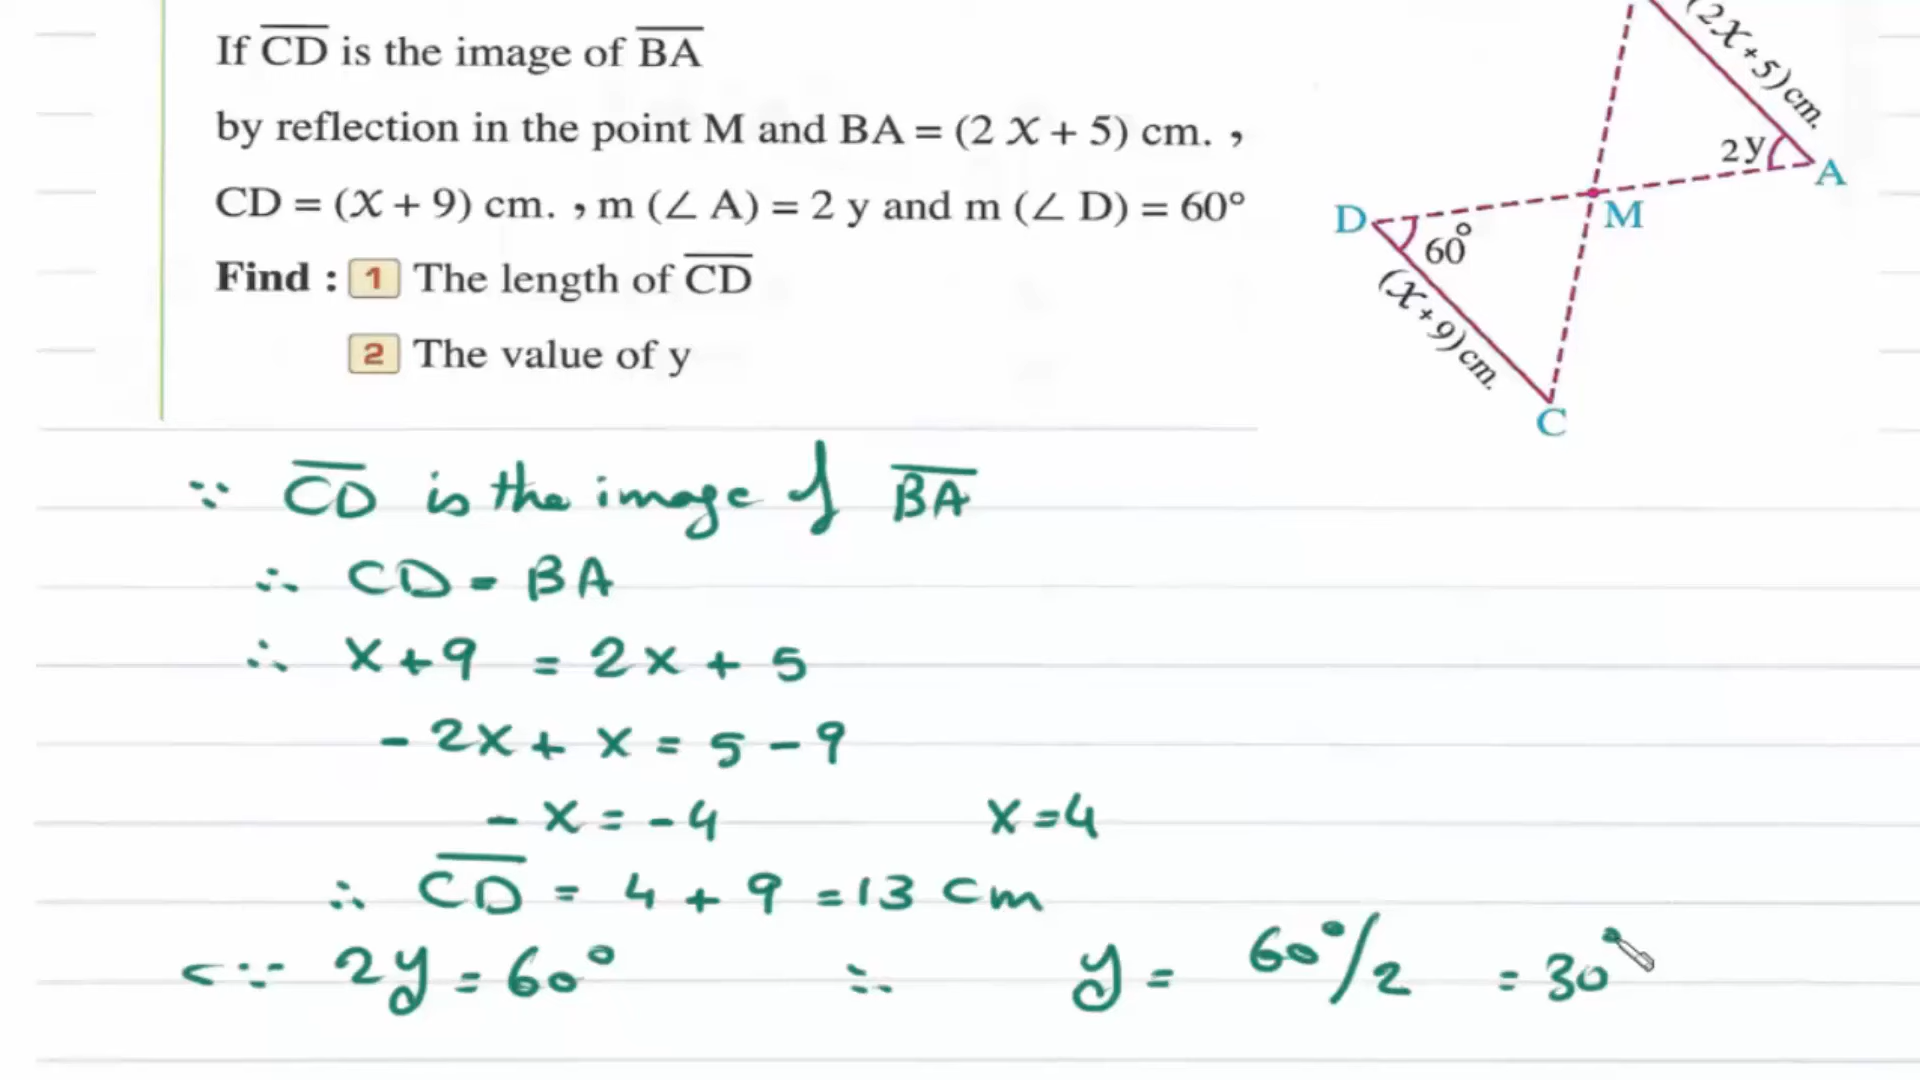 If CD is the image of BA
by reflection in the point M and BA = (2 X + 5) cm. ,
CD = (X + 9) cm. , m (∠ A) = 2 y and m (∠ D) = 60°
Find : 1 The length of CD
2 The value of y
(2X+5)cm.
2y
A
D
M
60°
(X+9)cm.
C
∵ CD is the image of BA
∴ CD = BA
∴ x+9 = 2x + 5
- 2x + x = 5 - 9
- x = - 4 x = 4
∴ CD = 4 + 9 = 13 cm
∵ 2y = 60° ∴ y = 60°/2 = 30°